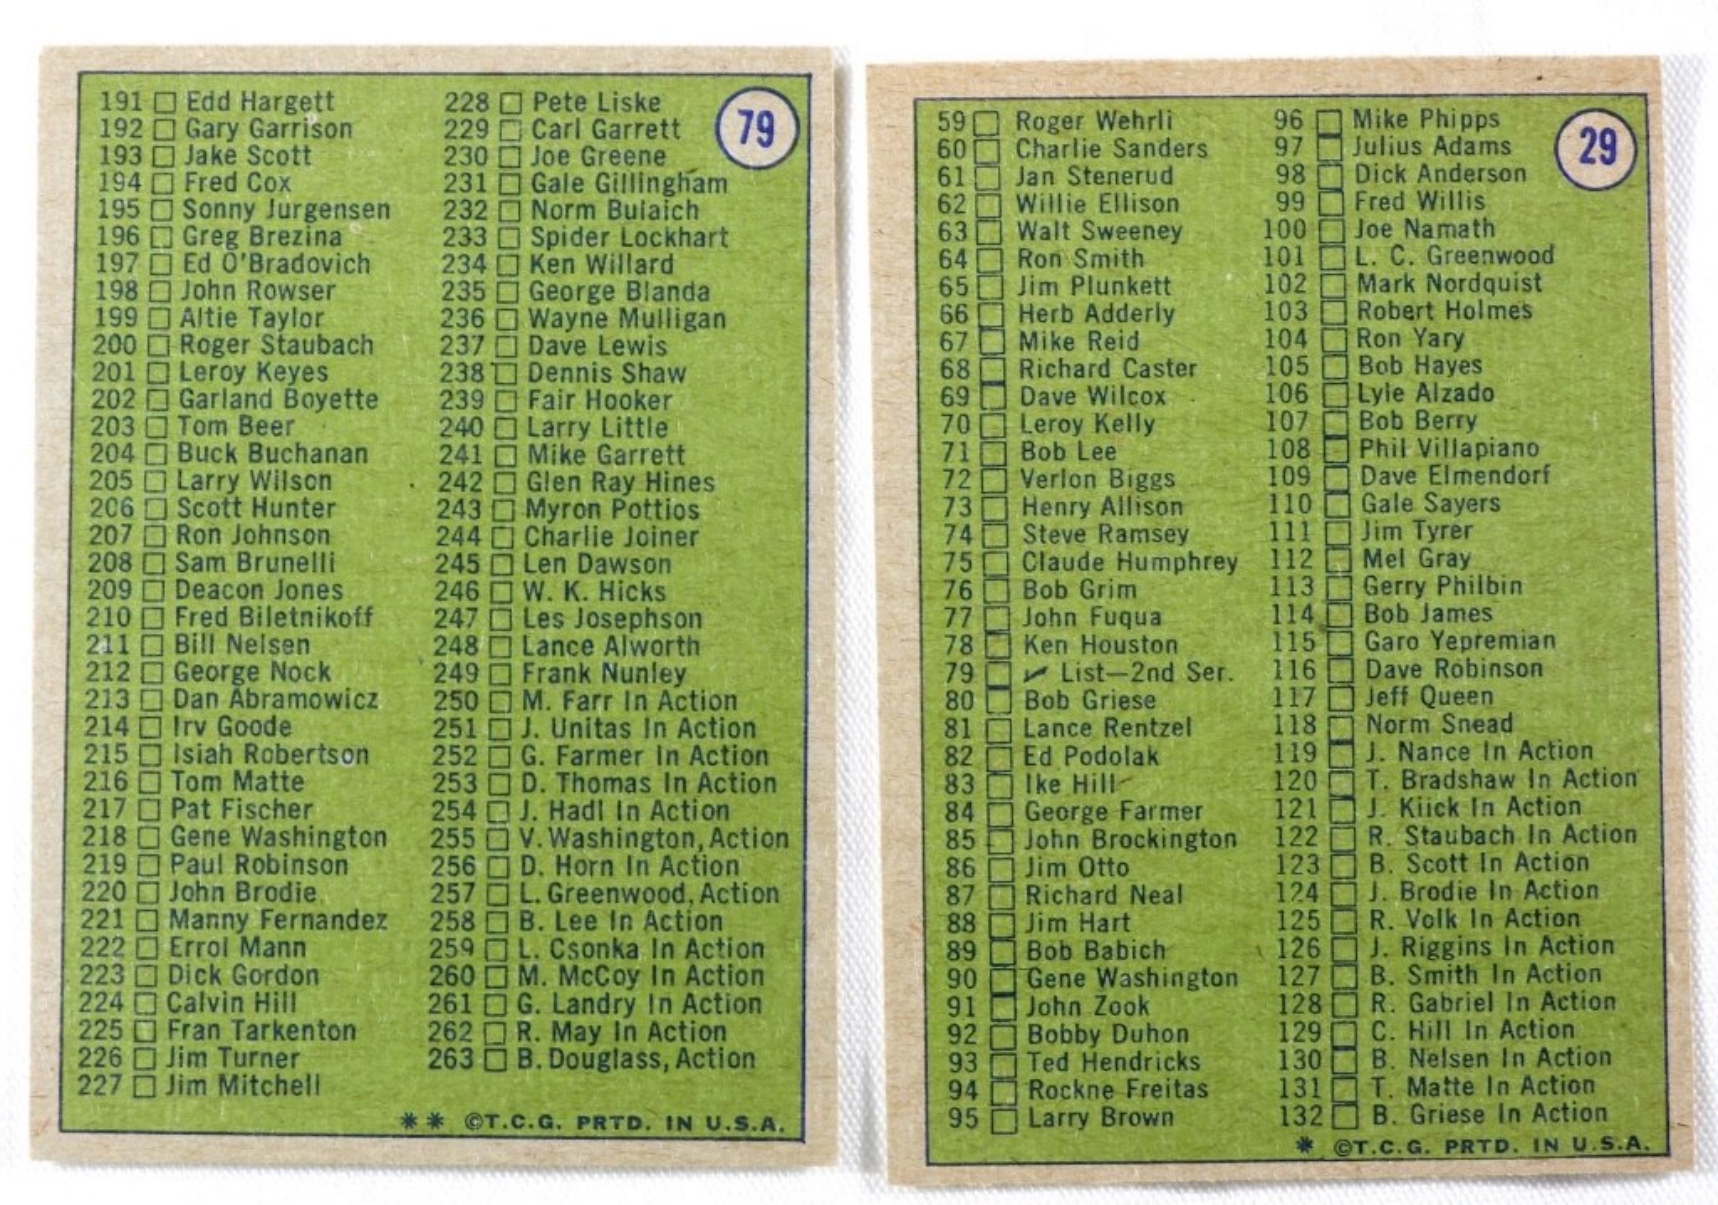 79
191 Edd Hargett
192 Gary Garrison
193 Jake Scott
194 Fred Cox
195 Sonny Jurgensen
196 Greg Brezina
197 Ed O'Bradovich
198 John Rowser
199 Altie Taylor
200 Roger Staubach
201 Leroy Keyes
202 Garland Boyette
203 Tom Beer
204 Buck Buchanan
205 Larry Wilson
206 Scott Hunter
207 Ron Johnson
208 Sam Brunelli
209 Deacon Jones
210 Fred Biletnikoff
211 Bill Nelsen
212 George Nock
213 Dan Abramowicz
214 Irv Goode
215 Isiah Robertson
216 Tom Matte
217 Pat Fischer
218 Gene Washington
219 Paul Robinson
220 John Brodie
221 Manny Fernandez
222 Errol Mann
223 Dick Gordon
224 Calvin Hill
225 Fran Tarkenton
226 Jim Turner
227 Jim Mitchell
228 Pete Liske
229 Carl Garrett
230 Joe Greene
231 Gale Gillingham
232 Norm Bulaich
233 Spider Lockhart
234 Ken Willard
235 George Blanda
236 Wayne Mulligan
237 Dave Lewis
238 Dennis Shaw
239 Fair Hooker
240 Larry Little
241 Mike Garrett
242 Glen Ray Hines
243 Myron Pottios
244 Charlie Joiner
245 Len Dawson
246 W. K. Hicks
247 Les Josephson
248 Lance Alworth
249 Frank Nunley
250 M. Farr In Action
251 J. Unitas In Action
252 G. Farmer In Action
253 D. Thomas In Action
254 J. Hadl In Action
255 V. Washington, Action
256 D. Horn In Action
257 L. Greenwood, Action
258 B. Lee In Action
259 L. Csonka In Action
260 M. McCoy In Action
261 G. Landry In Action
262 R. May In Action
263 B. Douglass, Action
** ©T.C.G. PRTD. IN U.S.A.
29
59 Roger Wehrli
60 Charlie Sanders
61 Jan Stenerud
62 Willie Ellison
63 Walt Sweeney
64 Ron Smith
65 Jim Plunkett
66 Herb Adderly
67 Mike Reid
68 Richard Caster
69 Dave Wilcox
70 Leroy Kelly
71 Bob Lee
72 Verlon Biggs
73 Henry Allison
74 Steve Ramsey
75 Claude Humphrey
76 Bob Grim
77 John Fuqua
78 Ken Houston
79 ✓ List—2nd Ser.
80 Bob Griese
81 Lance Rentzel
82 Ed Podolak
83 Ike Hill
84 George Farmer
85 John Brockington
86 Jim Otto
87 Richard Neal
88 Jim Hart
89 Bob Babich
90 Gene Washington
91 John Zook
92 Bobby Duhon
93 Ted Hendricks
94 Rockne Freitas
95 Larry Brown
96 Mike Phipps
97 Julius Adams
98 Dick Anderson
99 Fred Willis
100 Joe Namath
101 L. C. Greenwood
102 Mark Nordquist
103 Robert Holmes
104 Ron Yary
105 Bob Hayes
106 Lyle Alzado
107 Bob Berry
108 Phil Villapiano
109 Dave Elmendorf
110 Gale Sayers
111 Jim Tyrer
112 Mel Gray
113 Gerry Philbin
114 Bob James
115 Garo Yepremian
116 Dave Robinson
117 Jeff Queen
118 Norm Snead
119 J. Nance In Action
120 T. Bradshaw In Action
121 J. Kiick In Action
122 R. Staubach In Action
123 B. Scott In Action
124 J. Brodie In Action
125 R. Volk In Action
126 J. Riggins In Action
127 B. Smith In Action
128 R. Gabriel In Action
129 C. Hill In Action
130 B. Nelsen In Action
131 T. Matte In Action
132 B. Griese In Action
* ©T.C.G. PRTD. IN U.S.A.